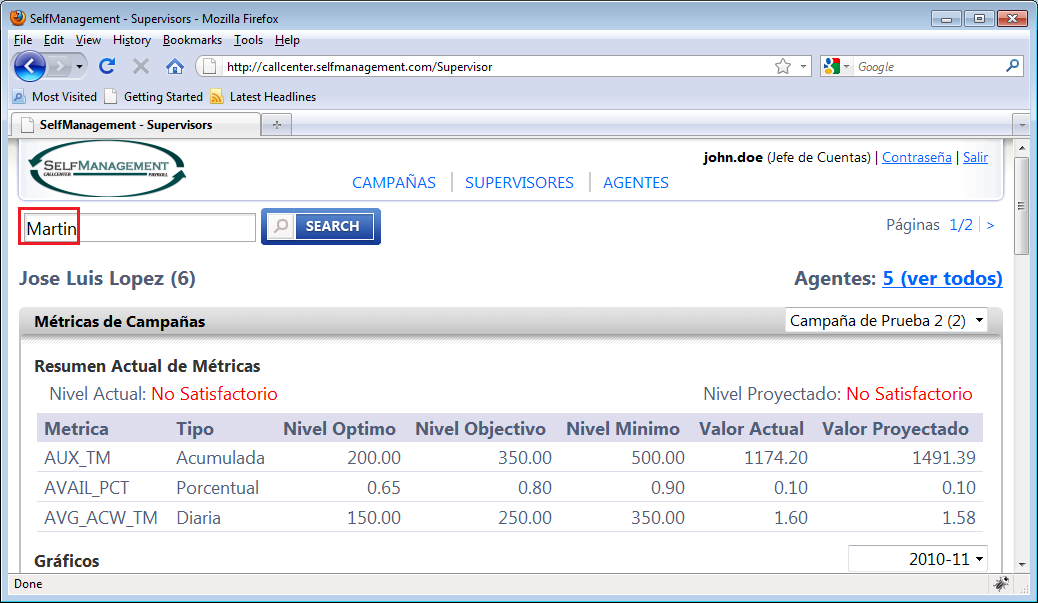 SelfManagement - Supervisors - Mozilla Firefox
File Edit View History Bookmarks Tools Help
http://callcenter.selfmanagement.com/Supervisor Google
Most Visited Getting Started Latest Headlines
SelfManagement - Supervisors
SELFMANAGEMENT
CALLCENTER PAYROLL
john.doe (Jefe de Cuentas) | Contraseña | Salir
CAMPAÑAS SUPERVISORES AGENTES
Martin SEARCH Páginas 1/2 >
Jose Luis Lopez (6) Agentes: 5 (ver todos)
Métricas de Campañas Campaña de Prueba 2 (2)
Resumen Actual de Métricas
Nivel Actual: No Satisfactorio Nivel Proyectado: No Satisfactorio
Metrica Tipo Nivel Optimo Nivel Objectivo Nivel Minimo Valor Actual Valor Proyectado
AUX_TM Acumulada 200.00 350.00 500.00 1174.20 1491.39
AVAIL_PCT Porcentual 0.65 0.80 0.90 0.10 0.10
AVG_ACW_TM Diaria 150.00 250.00 350.00 1.60 1.58
Gráficos 2010-11
Done